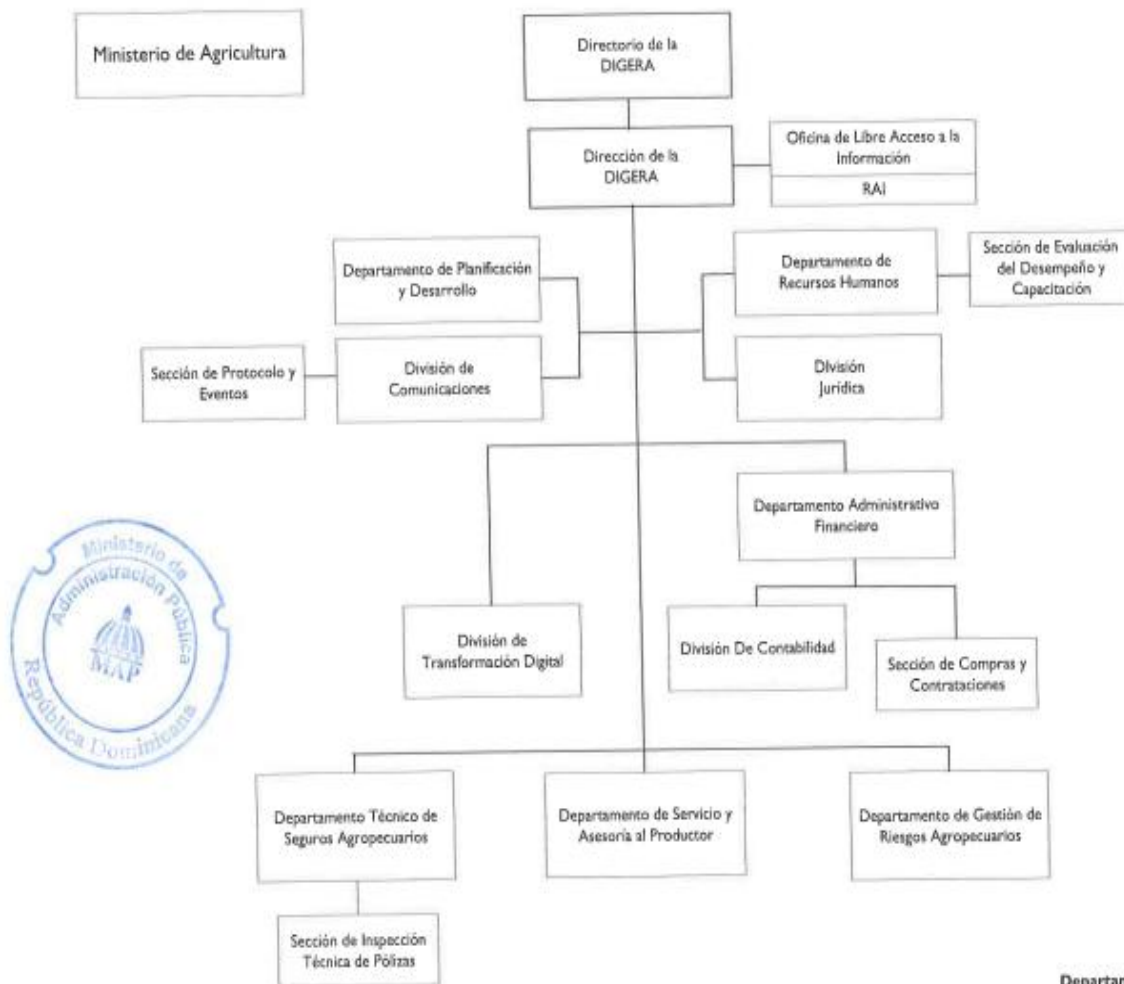 Ministerio de Agricultura
Directorio de la
DIGERA
Dirección de la
DIGERA
Oficina de Libre Acceso a la
Información
RAI
Departamento de Planificación
y Desarrollo
Departamento de
Recursos Humanos
Sección de Evaluación
del Desempeño y
Capacitación
Sección de Protocolo y
Eventos
División de
Comunicaciones
DIvisión
Jurídica
Departamento Administrativo
Financiero
División de
Transformación Digital
División De Contabilidad
Sección de Compras y
Contrataciones
Ministerio de
Administración Pública
MAP
República Dominicana
Departamento Técnico de
Seguros Agropecuarios
Departamento de Servicio y
Asesoría al Productor
Departamento de Gestión de
Riesgos Agropecuarios
Sección de Inspección
Técnica de Pólizas
Departar